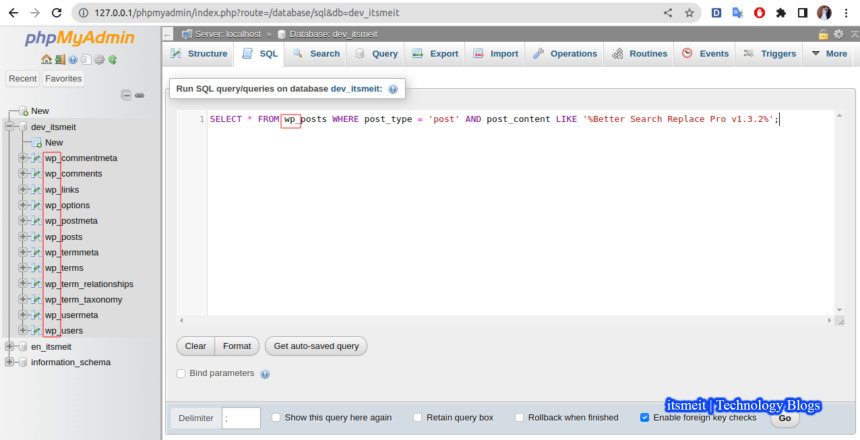 127.0.0.1/phpmyadmin/index.php?route=/database/sql&db=dev_itsmeit
phpMyAdmin
Recent Favorites
New
dev_itsmeit
New
wp_commentmeta
wp_comments
wp_links
wp_options
wp_postmeta
wp_posts
wp_termmeta
wp_terms
wp_term_relationships
wp_term_taxonomy
wp_usermeta
wp_users
en_itsmeit
information_schema
Server: localhost » Database: dev_itsmeit
Structure SQL Search Query Export Import Operations Routines Events Triggers More
Run SQL query/queries on database dev_itsmeit:
1 SELECT * FROM wp_posts WHERE post_type = 'post' AND post_content LIKE '%Better Search Replace Pro v1.3.2%';
Clear Format Get auto-saved query
Bind parameters
itsmeit | Technology Blogs
Delimiter ; Show this query here again Retain query box Rollback when finished Enable foreign key checks Go